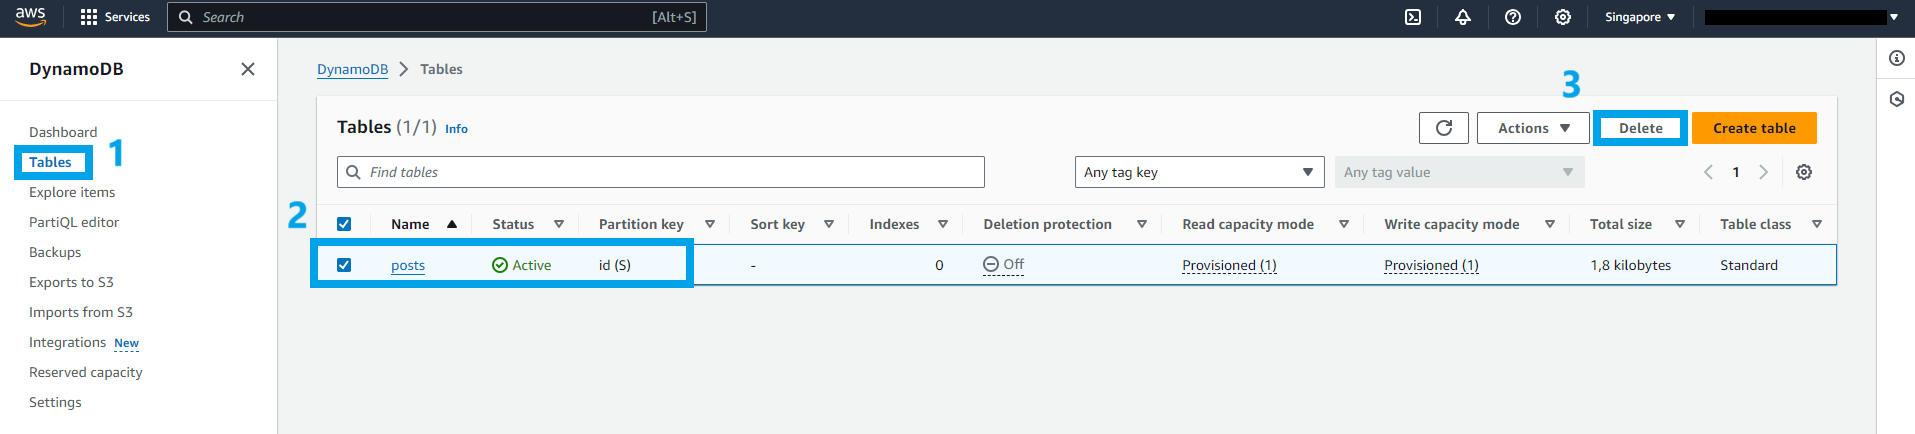 aws Services Search [Alt+S] Singapore
DynamoDB
Dashboard
Tables 1
Explore items
PartiQL editor
Backups
Exports to S3
Imports from S3
Integrations New
Reserved capacity
Settings
DynamoDB Tables
3
Tables (1/1) Info Actions Delete Create table
Find tables Any tag key Any tag value 1
2
Name Status Partition key Sort key Indexes Deletion protection Read capacity mode Write capacity mode Total size Table class
posts Active id (S) - 0 Off Provisioned (1) Provisioned (1) 1,8 kilobytes Standard